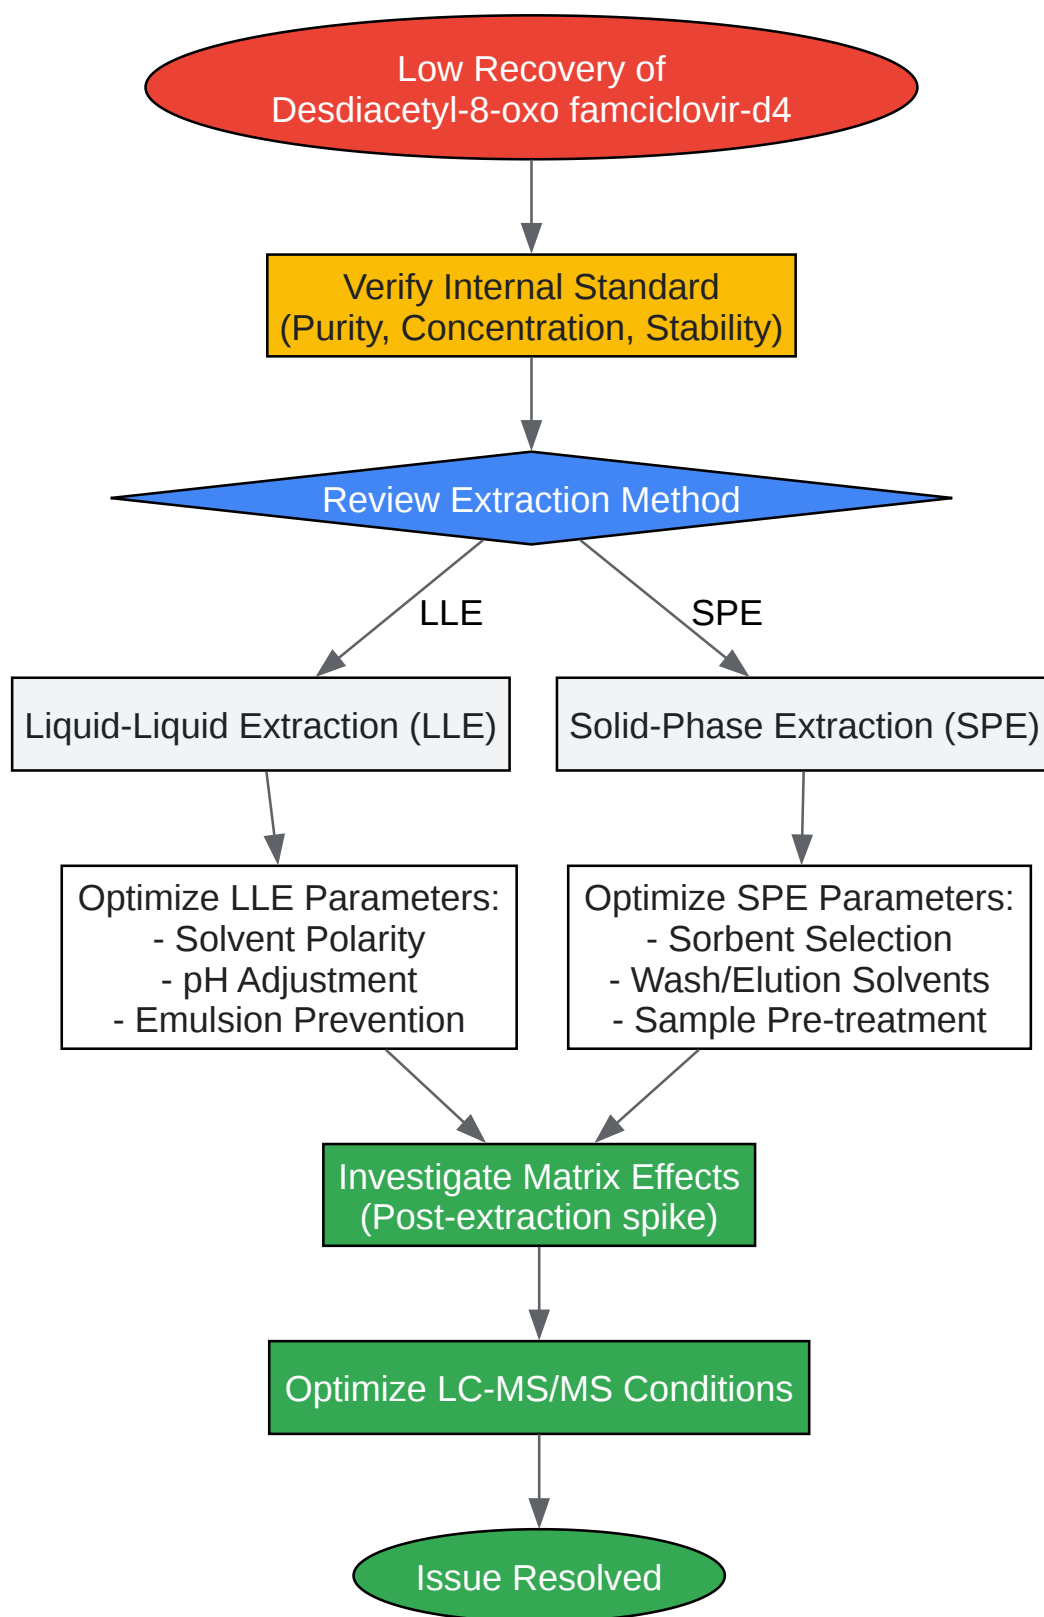 Low Recovery of
Desdiacetyl-8-oxo famciclovir-d4
Verify Internal Standard
(Purity, Concentration, Stability)
Review Extraction Method
LLE
SPE
Liquid-Liquid Extraction (LLE)
Solid-Phase Extraction (SPE)
Optimize LLE Parameters:
- Solvent Polarity
- pH Adjustment
- Emulsion Prevention
Optimize SPE Parameters:
- Sorbent Selection
- Wash/Elution Solvents
- Sample Pre-treatment
Investigate Matrix Effects
(Post-extraction spike)
Optimize LC-MS/MS Conditions
Issue Resolved